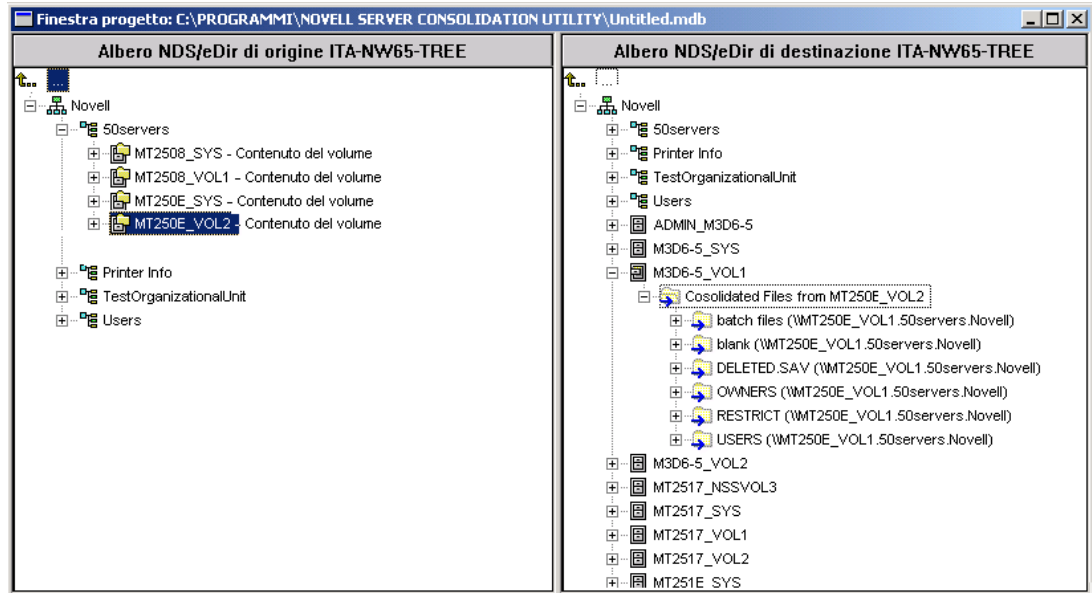 Finestra progetto: C:\PROGRAMMI\NOVELL SERVER CONSOLIDATION UTILITY\Untitled.mdb
Albero NDS/eDir di origine ITA-NW65-TREE
...
Novell
50servers
MT2508_SYS - Contenuto del volume
MT2508_VOL1 - Contenuto del volume
MT250E_SYS - Contenuto del volume
MT250E_VOL2 - Contenuto del volume
Printer Info
TestOrganizationalUnit
Users
Albero NDS/eDir di destinazione ITA-NW65-TREE
...
Novell
50servers
Printer Info
TestOrganizationalUnit
Users
ADMIN_M3D6-5
M3D6-5_SYS
M3D6-5_VOL1
Cosolidated Files from MT250E_VOL2
batch files (\\MT250E_VOL1.50servers.Novell)
blank (\\MT250E_VOL1.50servers.Novell)
DELETED.SAV (\\MT250E_VOL1.50servers.Novell)
OWNERS (\\MT250E_VOL1.50servers.Novell)
RESTRICT (\\MT250E_VOL1.50servers.Novell)
USERS (\\MT250E_VOL1.50servers.Novell)
M3D6-5_VOL2
MT2517_NSSVOL3
MT2517_SYS
MT2517_VOL1
MT2517_VOL2
MT251E_SYS